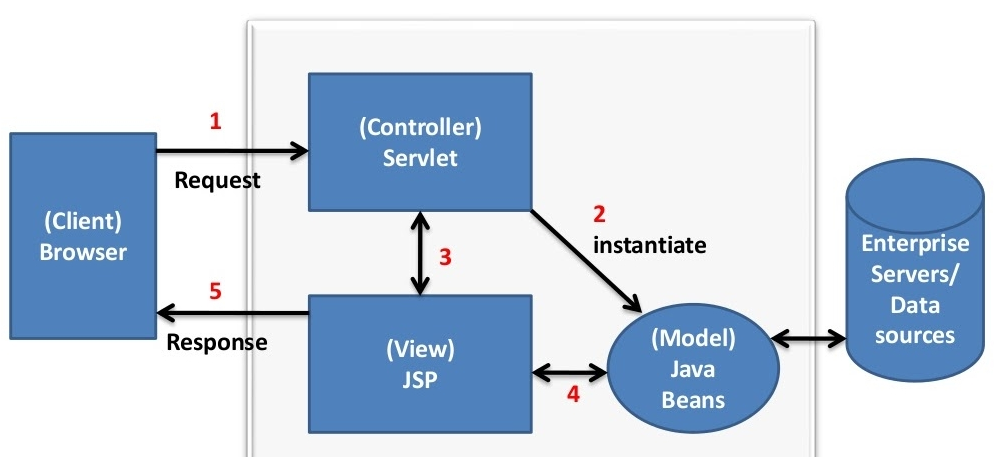 1
Request
(Client)
Browser
5
Response
(Controller)
Servlet
2
instantiate
3
(View)
JSP
4
(Model)
Java
Beans
Enterprise
Servers/
Data
sources